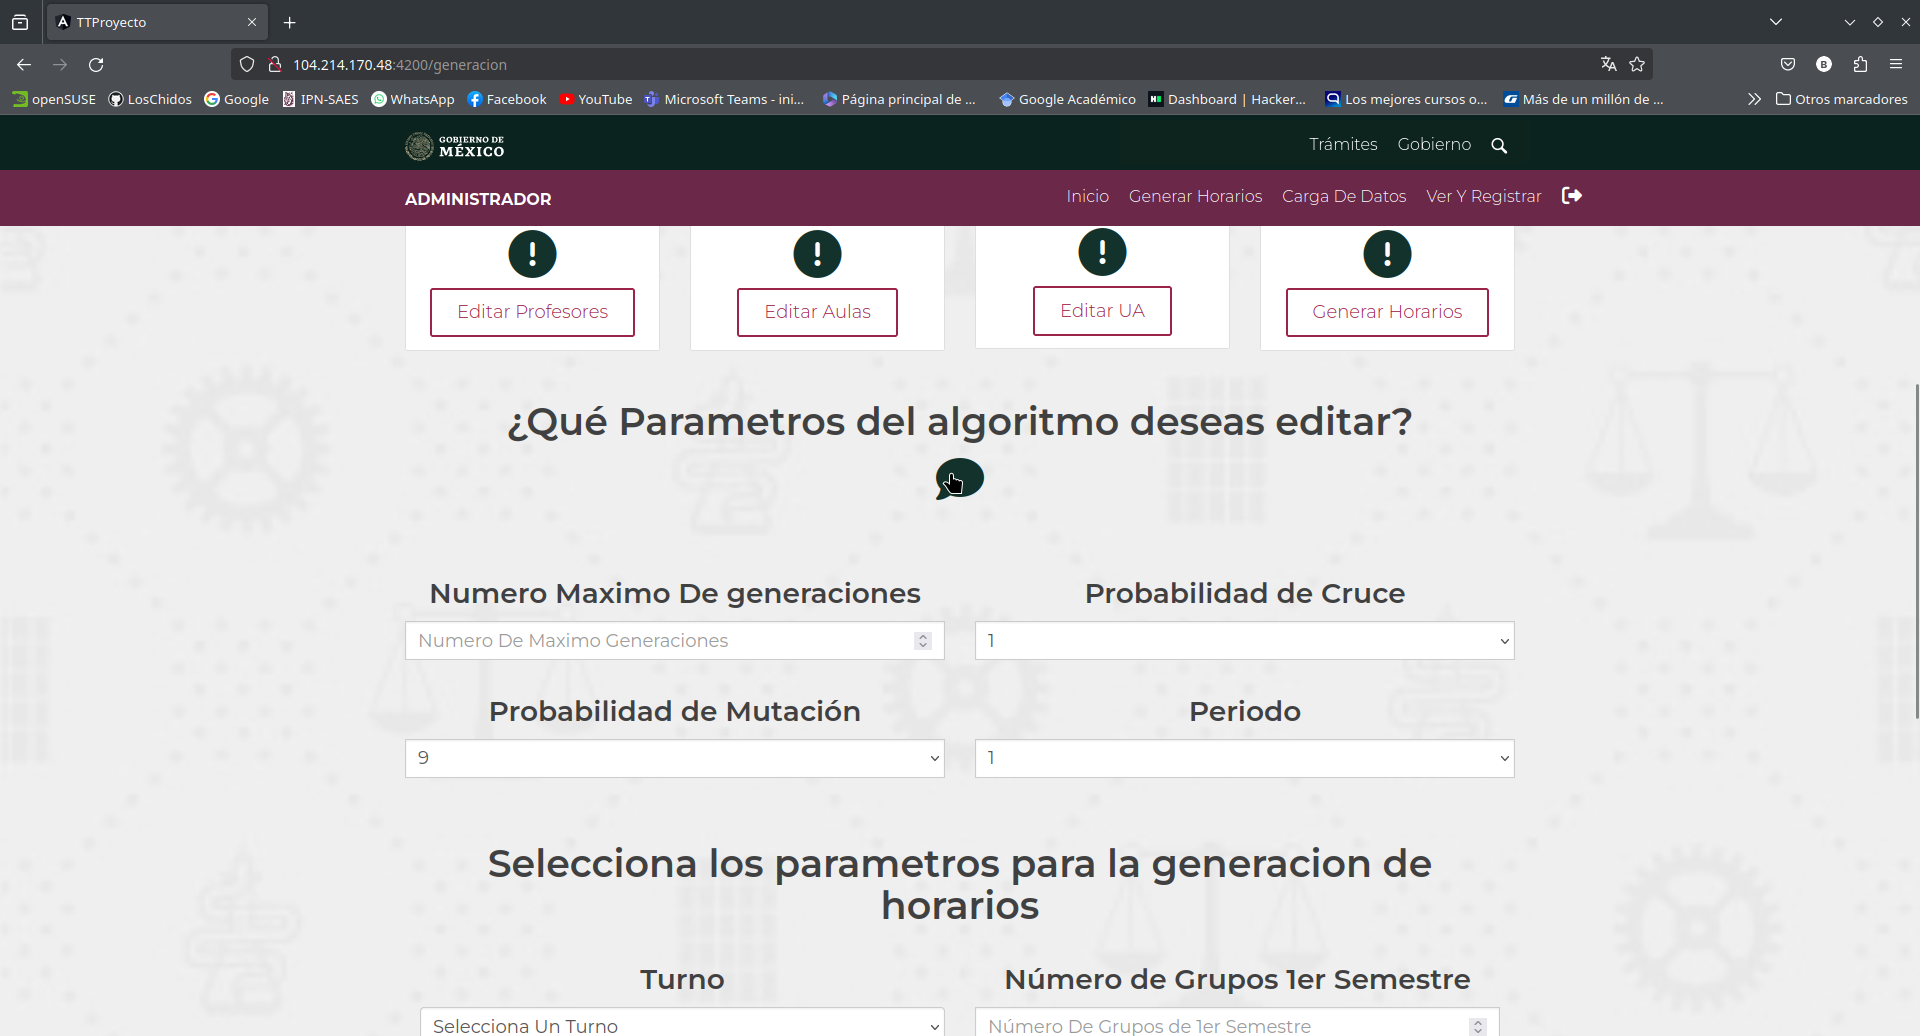 TTProyecto
104.214.170.48:4200/generacion
openSUSE
LosChidos
Google
IPN-SAES
WhatsApp
Facebook
YouTube
Microsoft Teams - ini...
Página principal de ...
Google Académico
Dashboard | Hacker...
Los mejores cursos o...
Más de un millón de ...
Otros marcadores
GOBIERNO DE
MÉXICO
Trámites
Gobierno
ADMINISTRADOR
Inicio
Generar Horarios
Carga De Datos
Ver Y Registrar
Editar Profesores
Editar Aulas
Editar UA
Generar Horarios
¿Qué Parametros del algoritmo deseas editar?
Numero Maximo De generaciones
Probabilidad de Cruce
Numero De Maximo Generaciones
1
Probabilidad de Mutación
Periodo
9
1
Selecciona los parametros para la generacion de
horarios
Turno
Número de Grupos 1er Semestre
Selecciona Un Turno
Número De Grupos de 1er Semestre